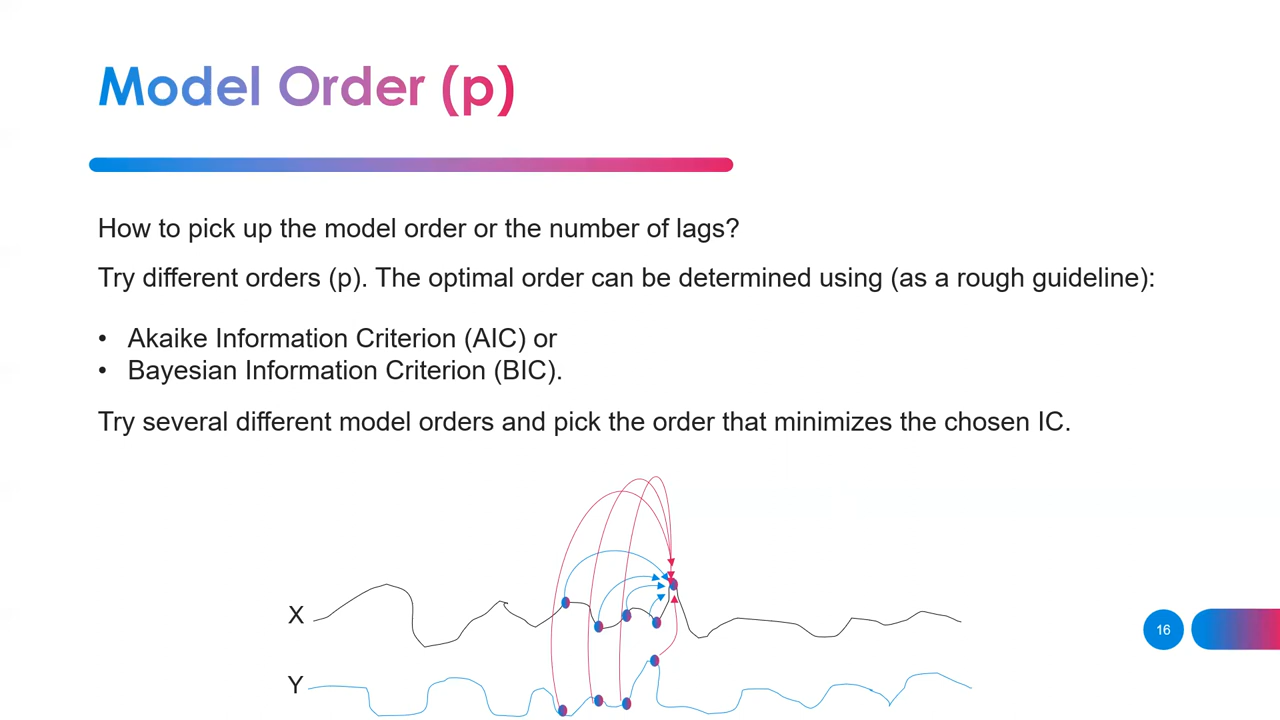 Model Order (p)
How to pick up the model order or the number of lags?
Try different orders (p). The optimal order can be determined using (as a rough guideline):
• Akaike Information Criterion (AIC) or
• Bayesian Information Criterion (BIC).
Try several different model orders and pick the order that minimizes the chosen IC.
X
Y
16